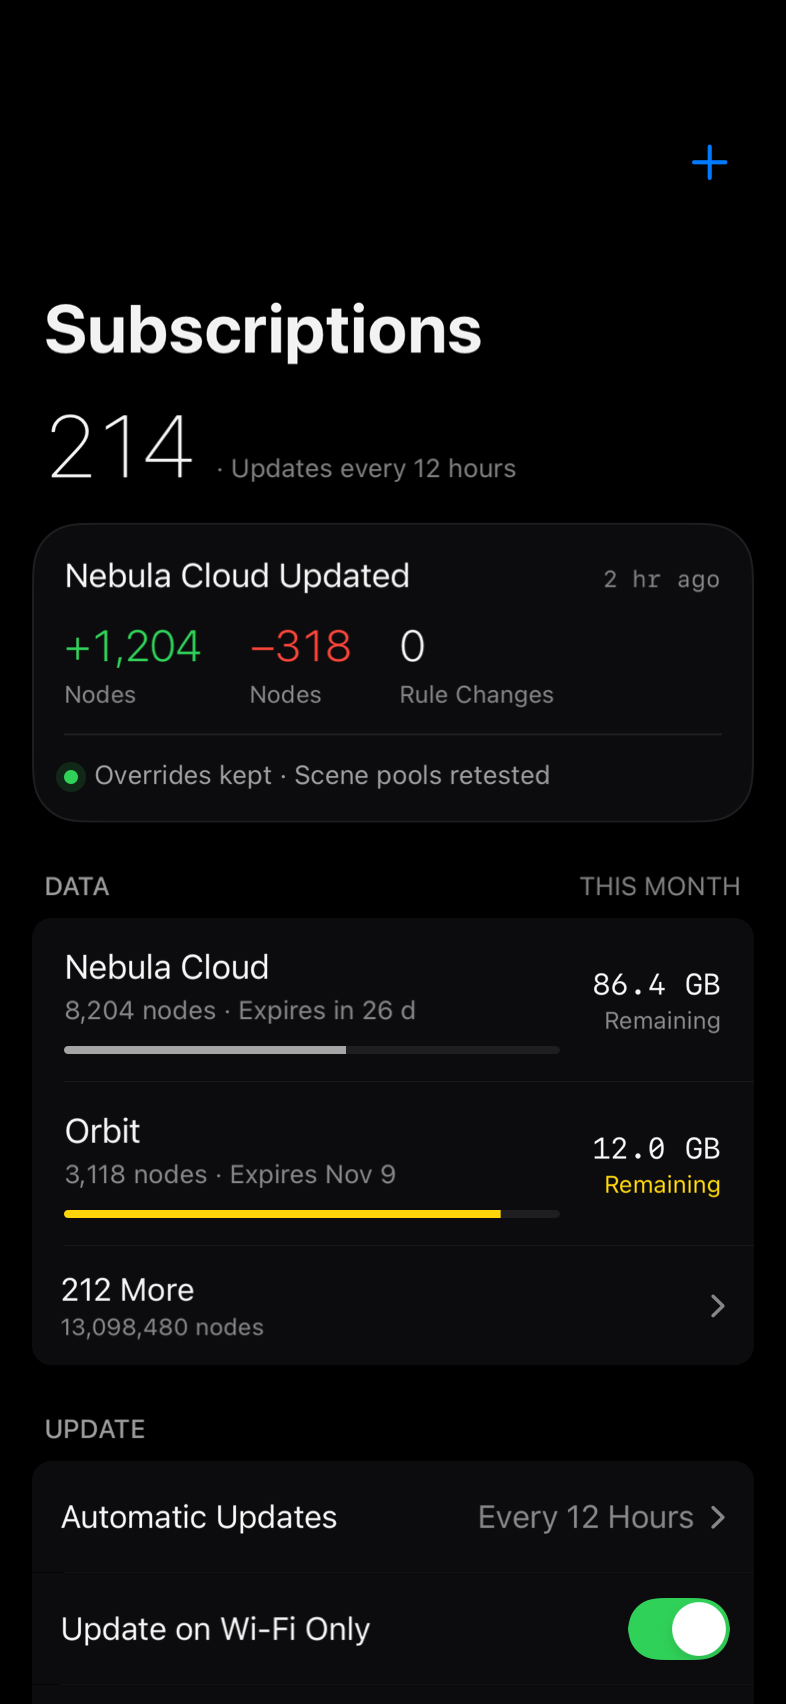 Subscriptions
214 · Updates every 12 hours
Nebula Cloud Updated 2 hr ago
+1,204 −318 0
Nodes Nodes Rule Changes
Overrides kept · Scene pools retested
DATA THIS MONTH
Nebula Cloud
86.4 GB
8,204 nodes · Expires in 26 d
Remaining
Orbit
12.0 GB
3,118 nodes · Expires Nov 9
Remaining
212 More
13,098,480 nodes
UPDATE
Automatic Updates Every 12 Hours
Update on Wi-Fi Only